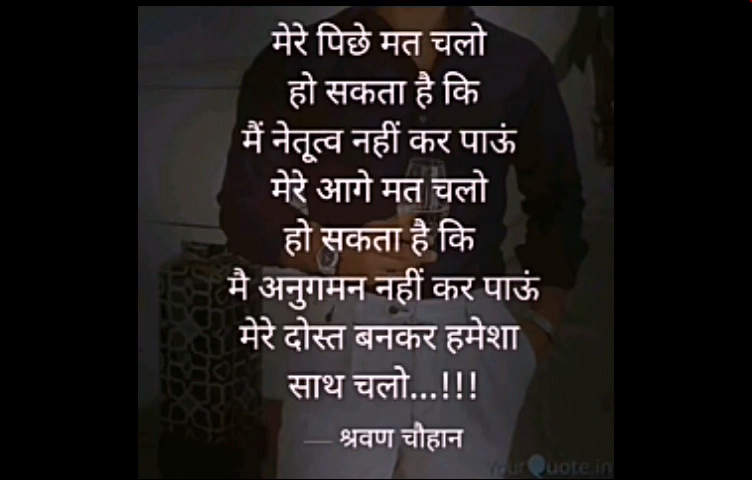 मेरे पिछे मत चलो
हो सकता है कि
मैं नेतृत्व नहीं कर पाऊं
मेरे आगे मत चलो
हो सकता है कि
मै अनुगमन नहीं कर पाऊं
मेरे दोस्त बनकर हमेशा
साथ चलो...!!!
— श्रवण चौहान
YourQuote.in